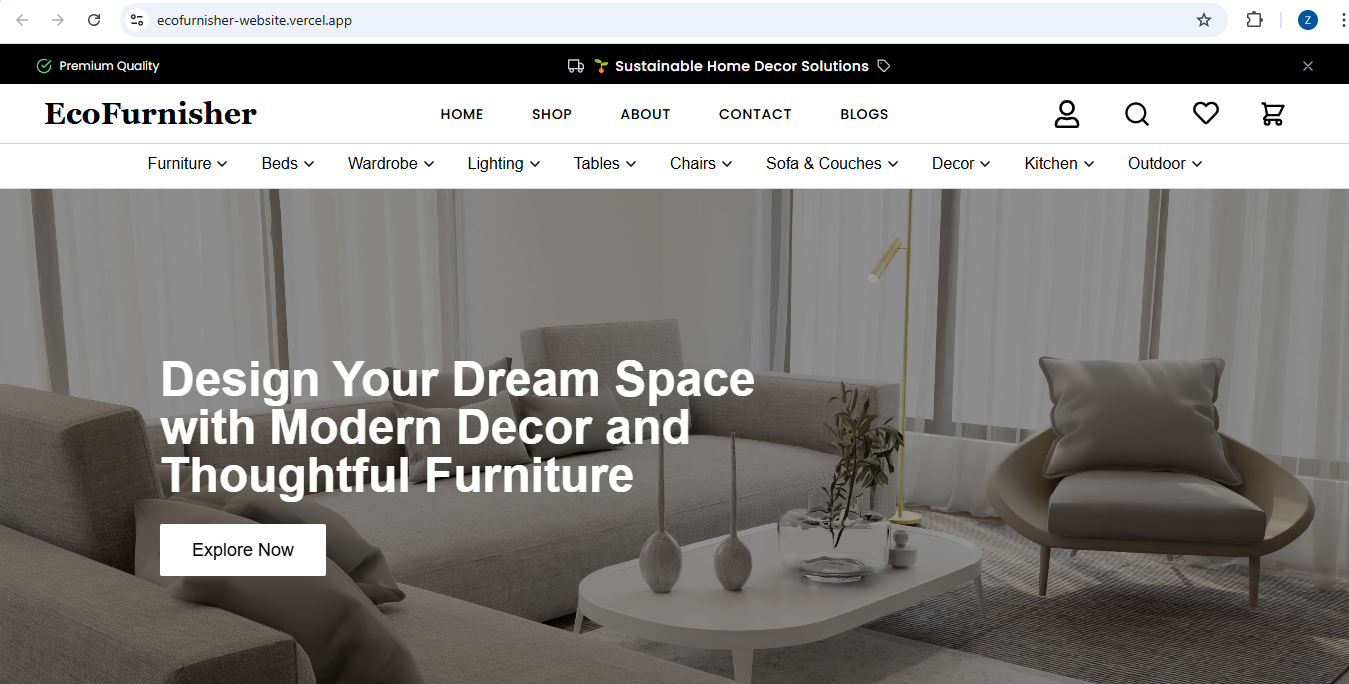 ecofurnisher-website.vercel.app
Z
Premium Quality
Sustainable Home Decor Solutions
EcoFurnisher
HOME SHOP ABOUT CONTACT BLOGS
Furniture Beds Wardrobe Lighting Tables Chairs Sofa & Couches Decor Kitchen Outdoor
Design Your Dream Space
with Modern Decor and
Thoughtful Furniture
Explore Now